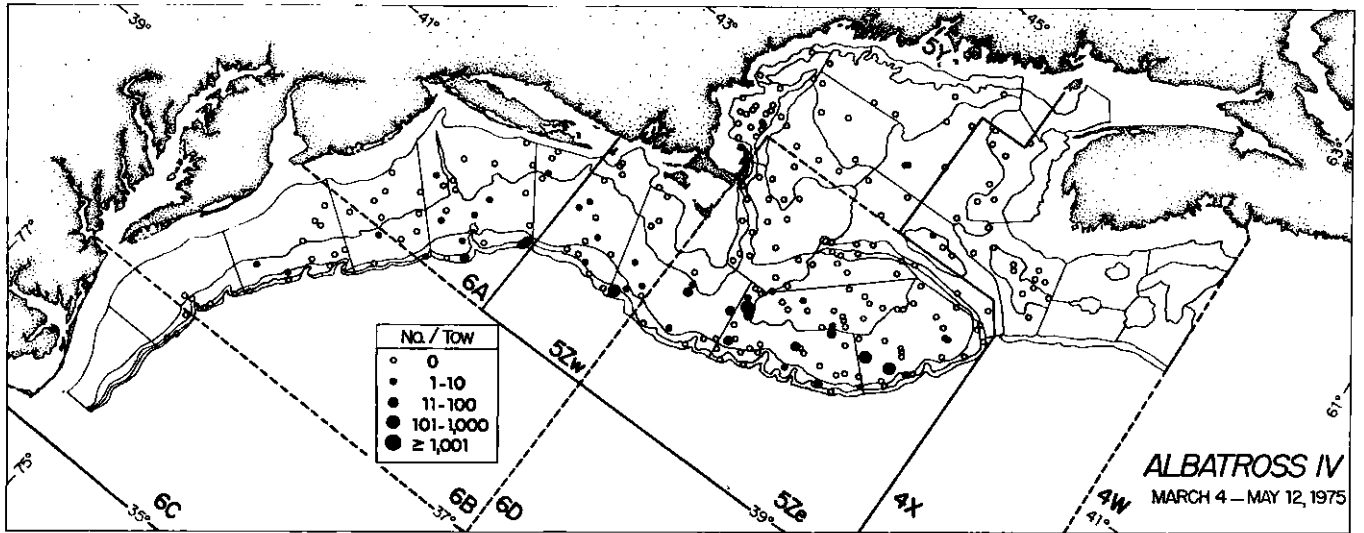 39°
41°
43°
45°
5Y
63°
77°
61°
6A
5Zw
No. / Tow
0
1-10
11-100
101-1,000
≥ 1,001
75°
6C
35°
6B
37°
6D
5Ze
39°
4X
4W
41°
ALBATROSS IV
MARCH 4 – MAY 12, 1975